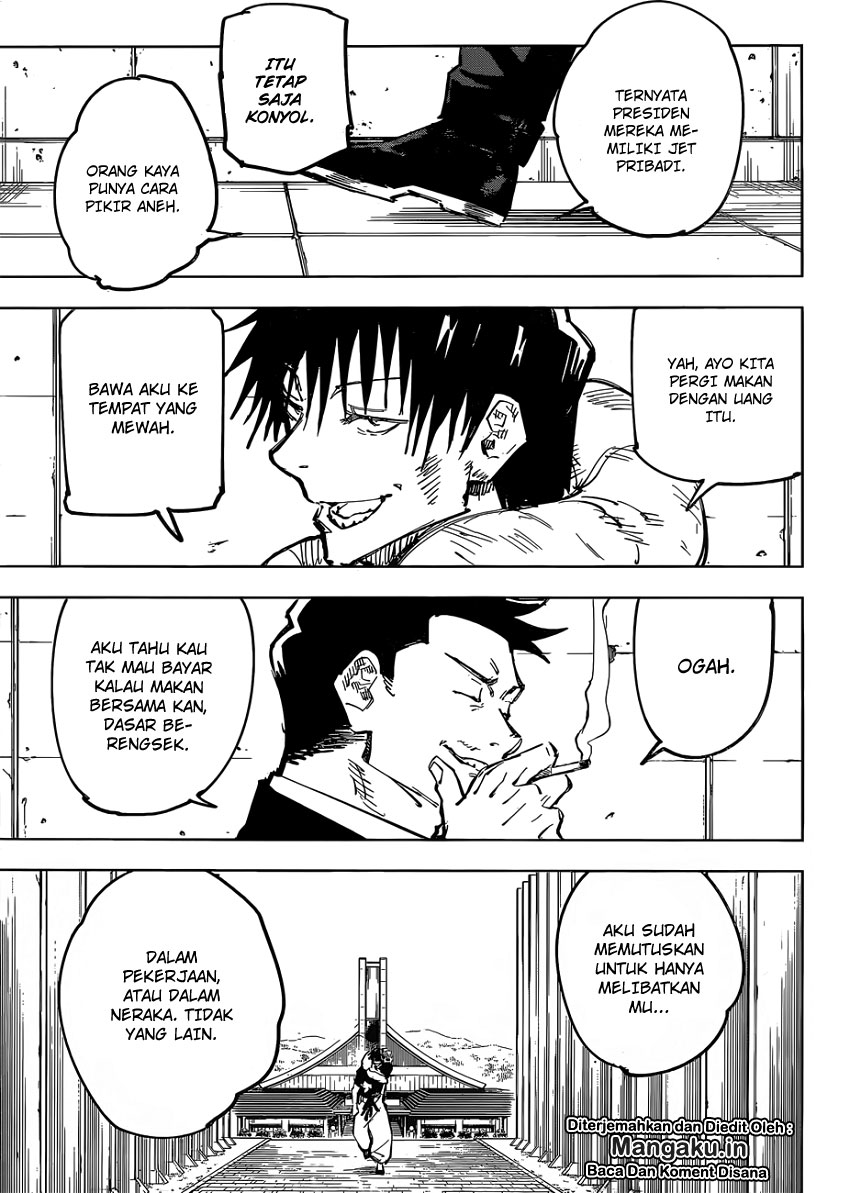 TERNYATA
PRESIDEN
MEREKA ME-
MILIKI JET
PRIBADI.
ITU
TETAP
SAJA
KONYOL.
ORANG KAYA
PUNYA CARA
PIKIR ANEH.
YAH, AYO KITA
PERGI MAKAN
DENGAN UANG
ITU.
BAWA AKU KE
TEMPAT YANG
MEWAH.
OGAH.
AKU TAHU KAU
TAK MAU BAYAR
KALAU MAKAN
BERSAMA KAN,
DASAR BE-
RENGSEK.
AKU SUDAH
MEMUTUSKAN
UNTUK HANYA
MELIBATKAN
MU...
DALAM
PEKERJAAN,
ATAU DALAM
NERAKA. TIDAK
YANG LAIN.
Diterjemahkan dan Diedit Oleh :
Mangaku.in
Baca Dan Koment Disana